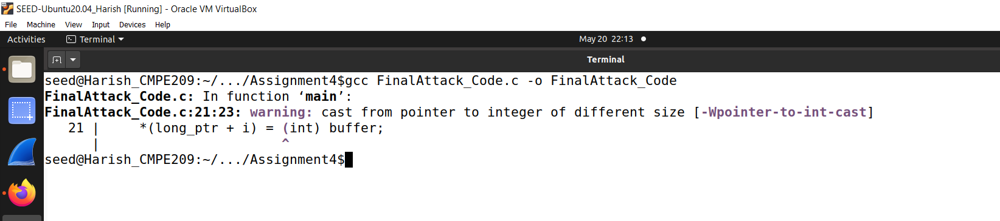 SEED-Ubuntu20.04_Harish [Running] - Oracle VM VirtualBox
File Machine View Input Devices Help
Activities Terminal May 20 22:13
Terminal
seed@Harish_CMPE209:~/.../Assignment4$gcc FinalAttack_Code.c -o FinalAttack_Code
FinalAttack_Code.c: In function ‘main’:
FinalAttack_Code.c:21:23: warning: cast from pointer to integer of different size [-Wpointer-to-int-cast]
   21 |     *(long_ptr + i) = (int) buffer;
      |                       ^
seed@Harish_CMPE209:~/.../Assignment4$